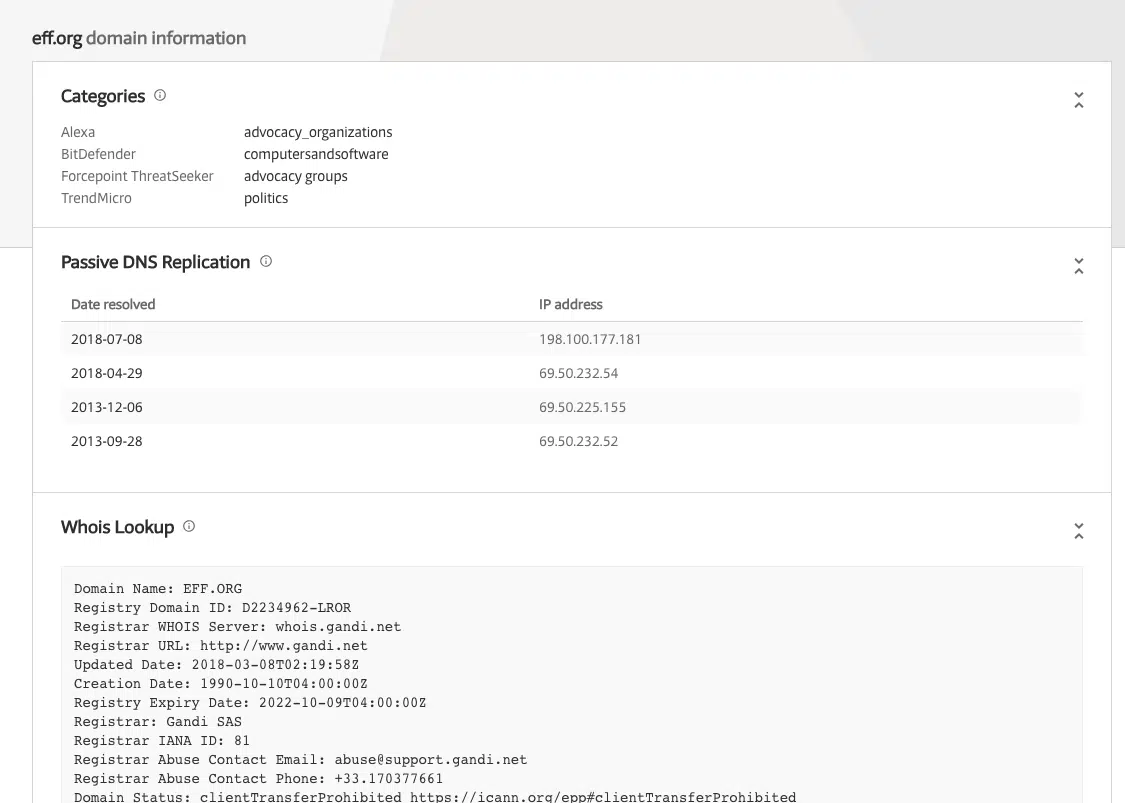 eff.org domain information
Categories
Alexa advocacy_organizations
BitDefender computersandsoftware
Forcepoint ThreatSeeker advocacy groups
TrendMicro politics
Passive DNS Replication
Date resolved IP address
2018-07-08 198.100.177.181
2018-04-29 69.50.232.54
2013-12-06 69.50.225.155
2013-09-28 69.50.232.52
Whois Lookup
Domain Name: EFF.ORG
Registry Domain ID: D2234962-LROR
Registrar WHOIS Server: whois.gandi.net
Registrar URL: http://www.gandi.net
Updated Date: 2018-03-08T02:19:58Z
Creation Date: 1990-10-10T04:00:00Z
Registry Expiry Date: 2022-10-09T04:00:00Z
Registrar: Gandi SAS
Registrar IANA ID: 81
Registrar Abuse Contact Email: abuse@support.gandi.net
Registrar Abuse Contact Phone: +33.170377661
Domain Status: clientTransferProhibited https://icann.org/epp#clientTransferProhibited